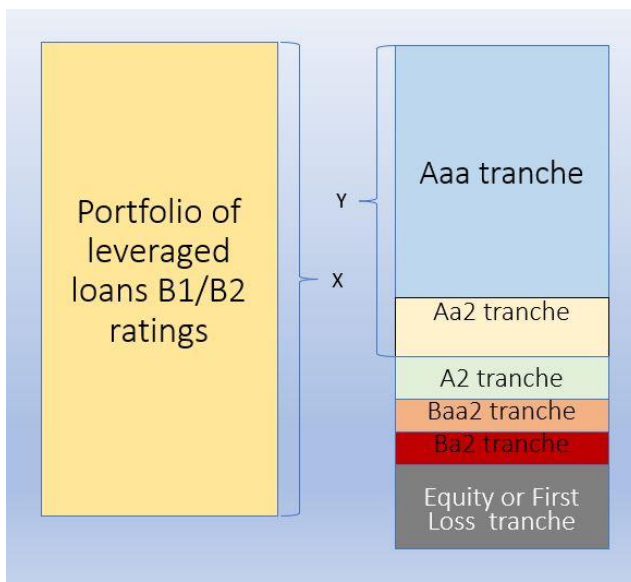 Portfolio of
leveraged
loans B1/B2
ratings
X
Y
Aaa tranche
Aa2 tranche
A2 tranche
Baa2 tranche
Ba2 tranche
Equity or First
Loss tranche